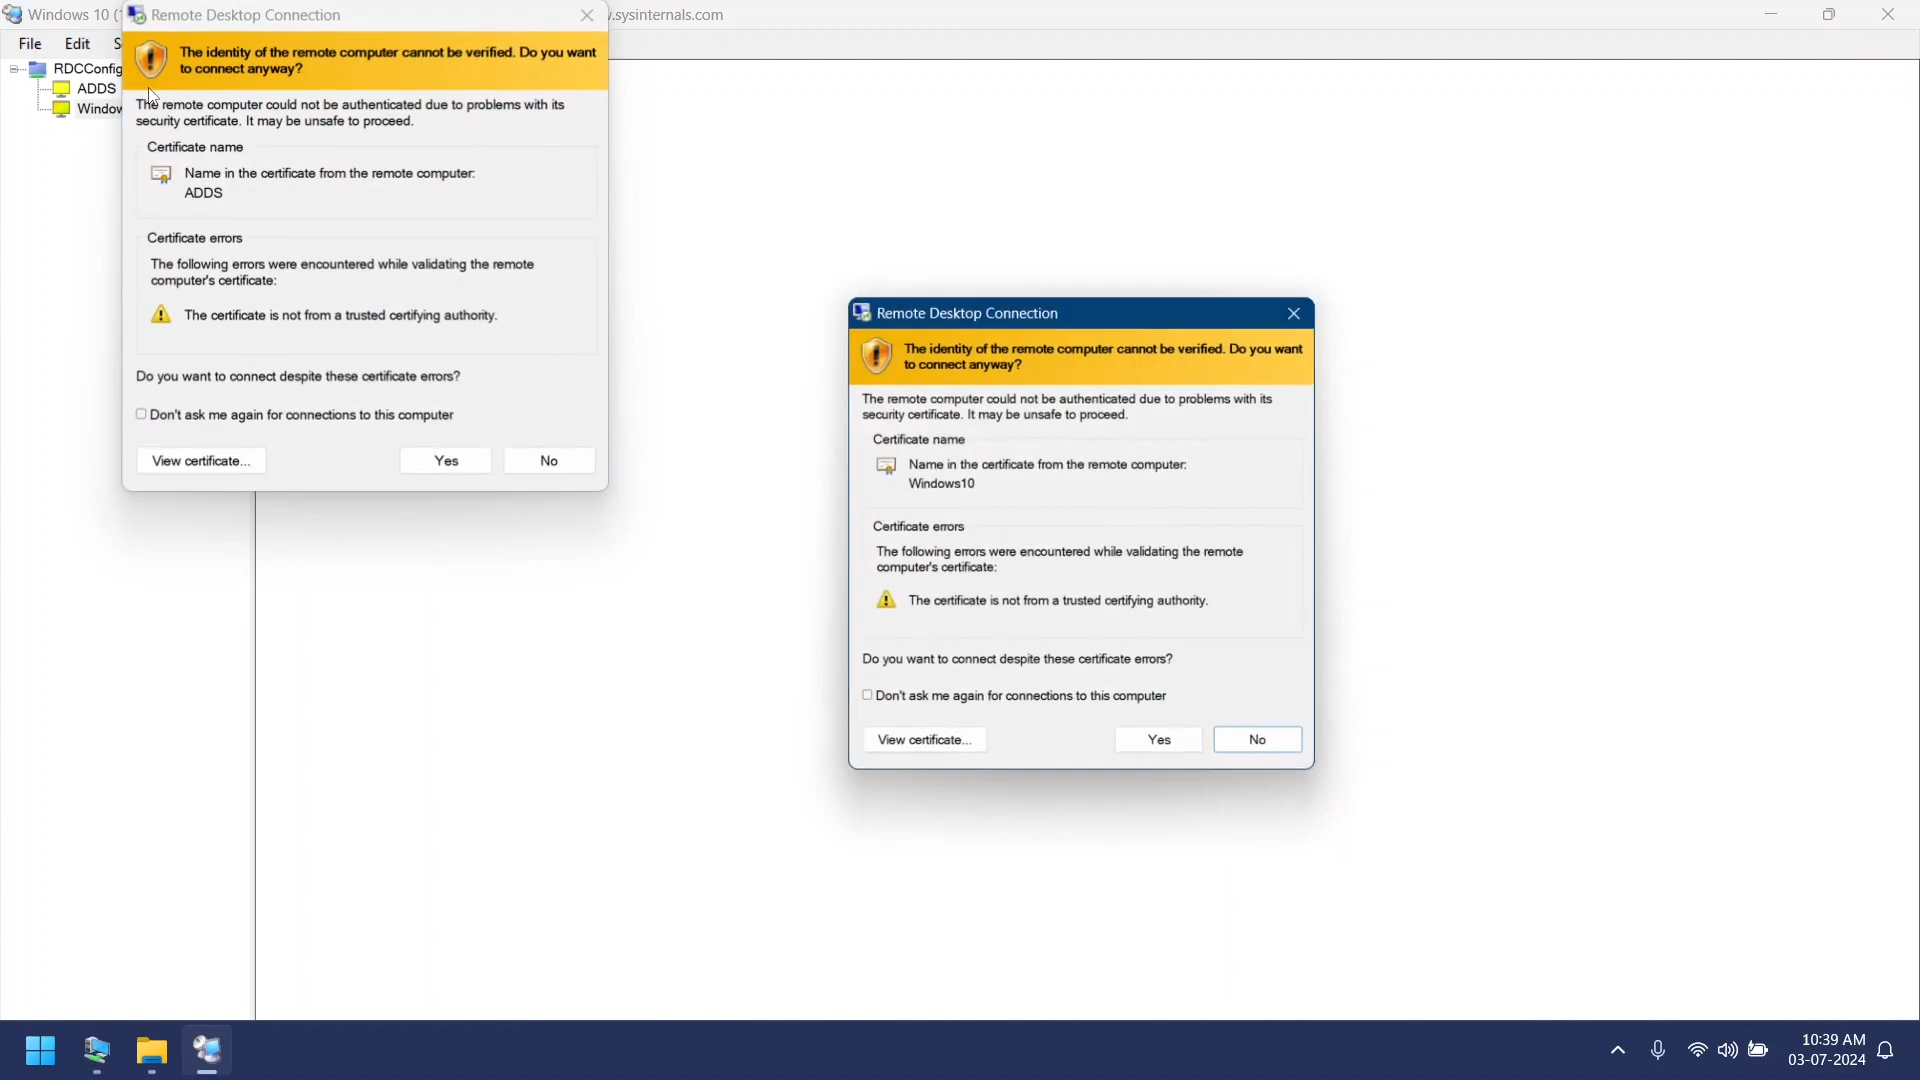 Windows 10 (
.sysinternals.com
File Edit S
RDCConfig
ADDS
Window
Remote Desktop Connection
The identity of the remote computer cannot be verified. Do you want
to connect anyway?
The remote computer could not be authenticated due to problems with its
security certificate. It may be unsafe to proceed.
Certificate name
Name in the certificate from the remote computer:
ADDS
Certificate errors
The following errors were encountered while validating the remote
computer's certificate:
The certificate is not from a trusted certifying authority.
Do you want to connect despite these certificate errors?
Don't ask me again for connections to this computer
View certificate... Yes No
Remote Desktop Connection
The identity of the remote computer cannot be verified. Do you want
to connect anyway?
The remote computer could not be authenticated due to problems with its
security certificate. It may be unsafe to proceed.
Certificate name
Name in the certificate from the remote computer:
Windows10
Certificate errors
The following errors were encountered while validating the remote
computer's certificate:
The certificate is not from a trusted certifying authority.
Do you want to connect despite these certificate errors?
Don't ask me again for connections to this computer
View certificate... Yes No
10:39 AM
03-07-2024